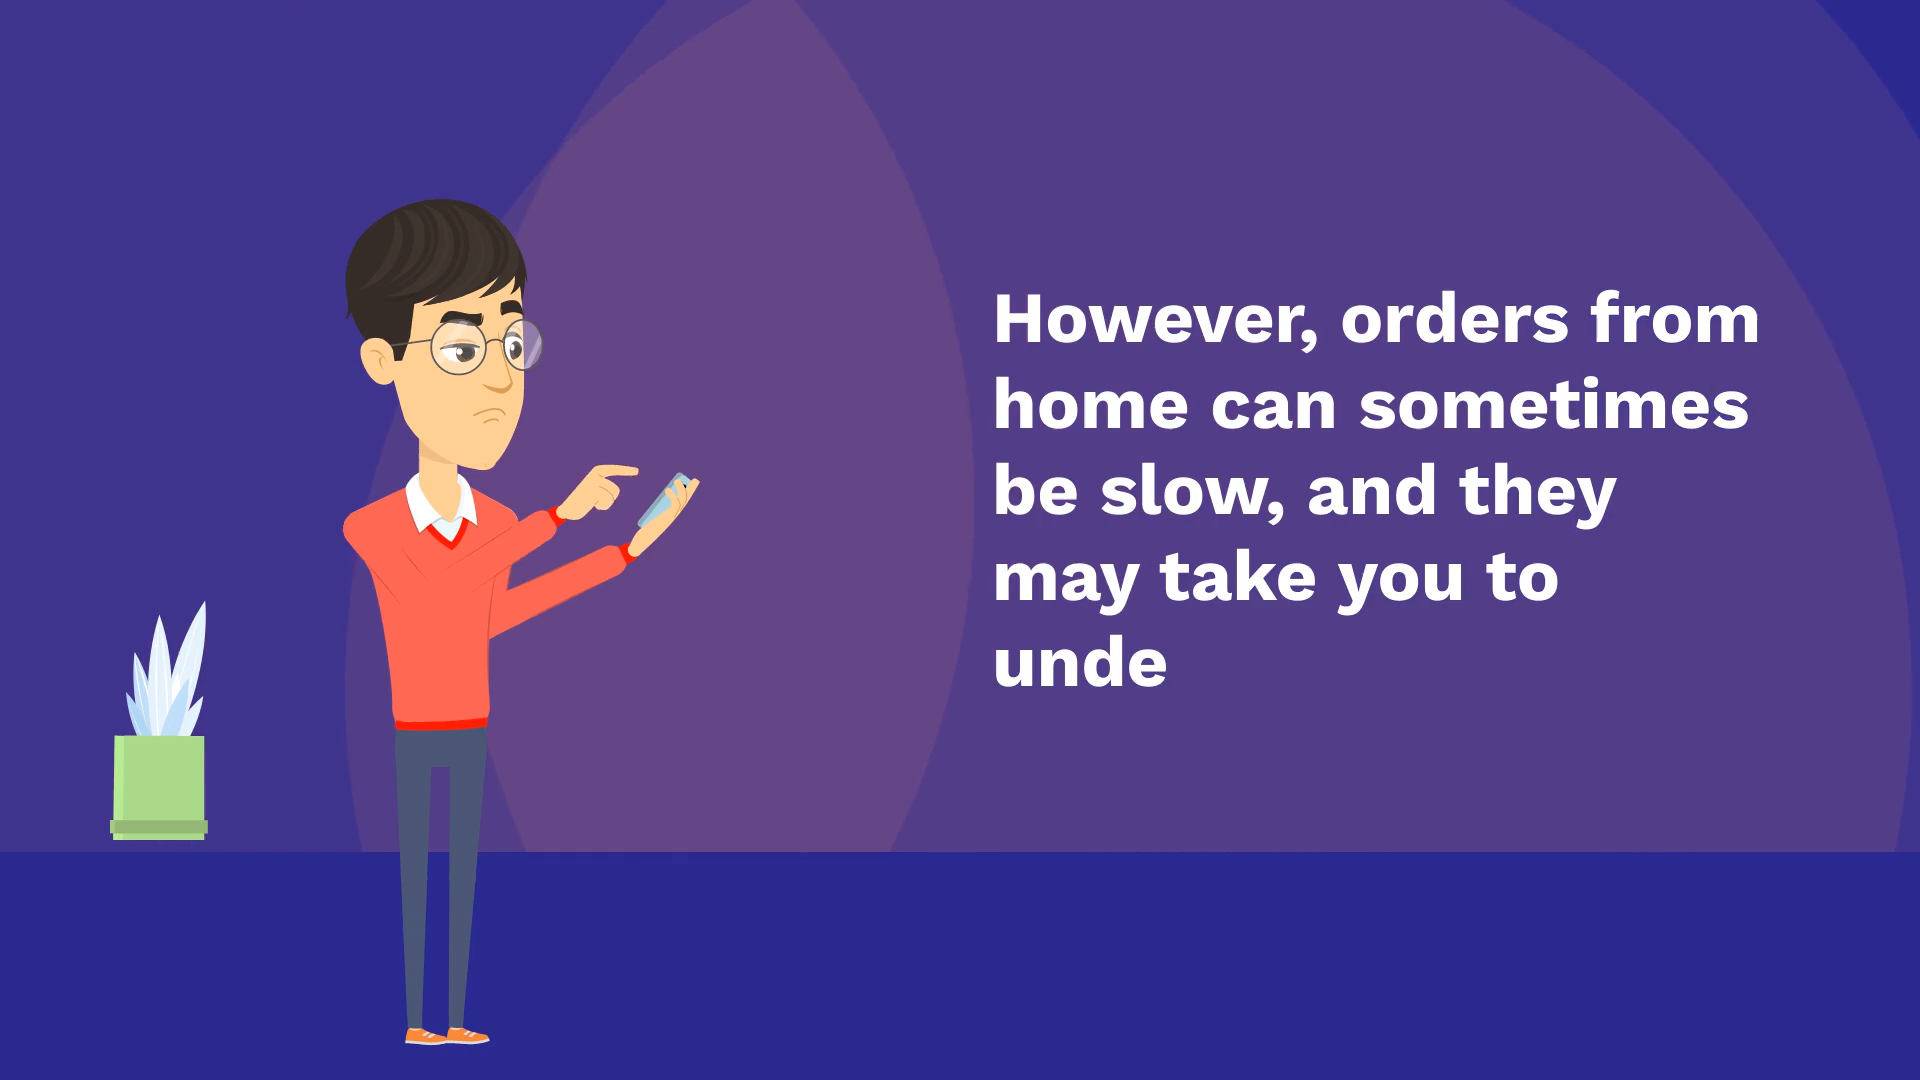 However, orders from
home can sometimes
be slow, and they
may take you to
unde